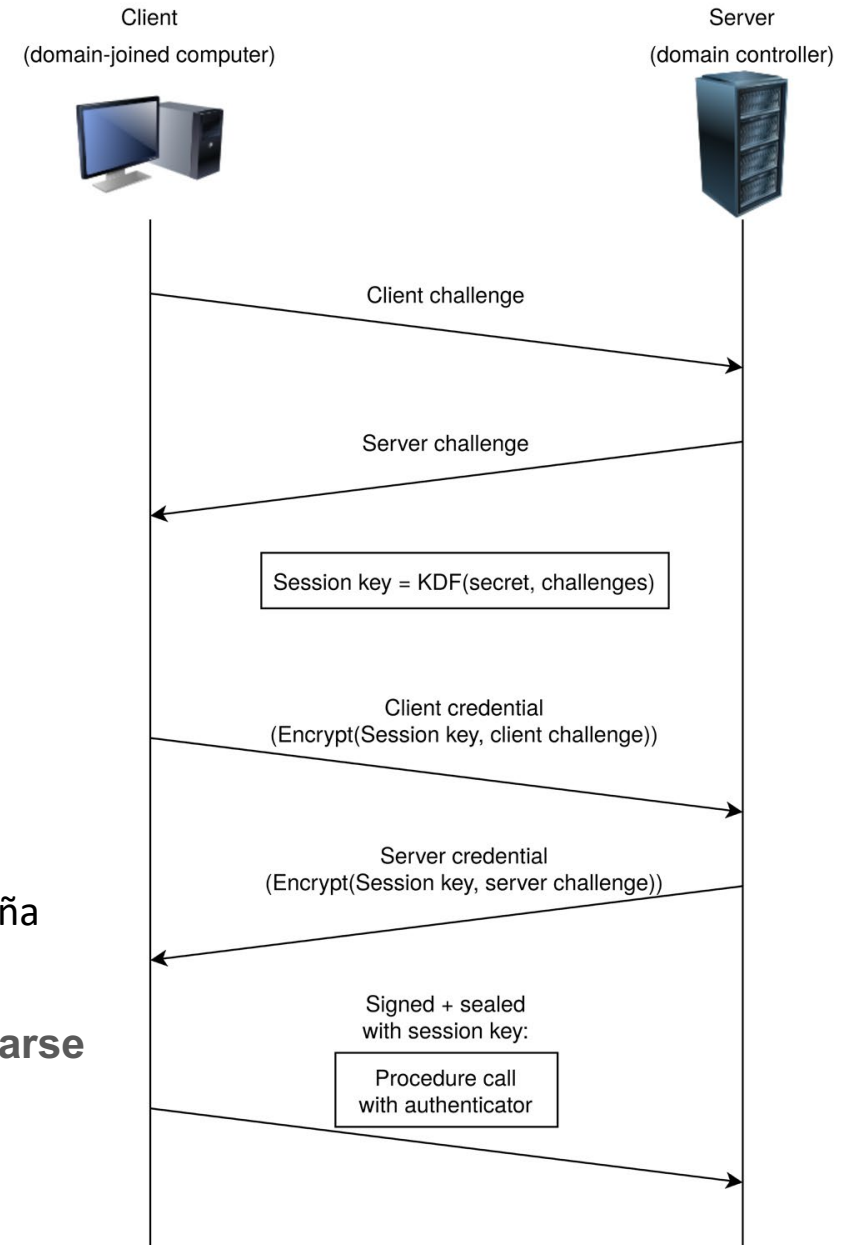 Client
(domain-joined computer)
Server
(domain controller)
Client challenge
Server challenge
Session key = KDF(secret, challenges)
Client credential
(Encrypt(Session key, client challenge))
Server credential
(Encrypt(Session key, server challenge))
ña
arse
Signed + sealed
with session key:
Procedure call
with authenticator